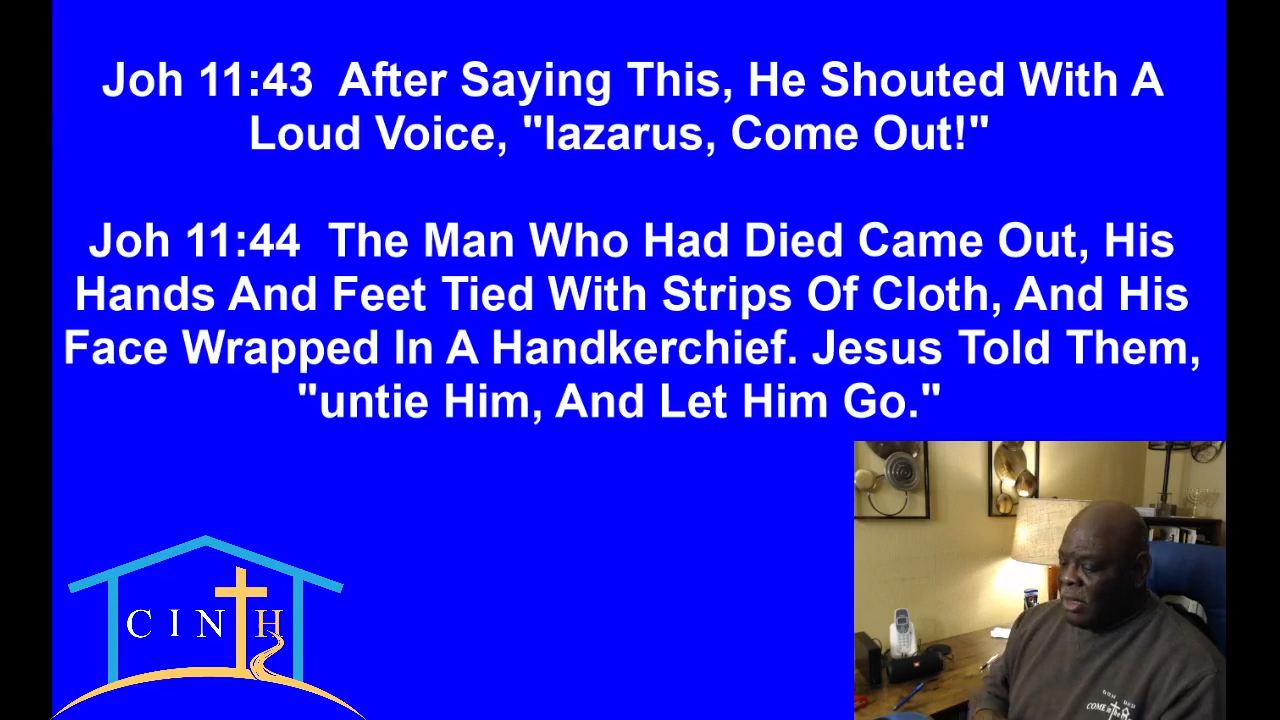 Joh 11:43  After Saying This, He Shouted With A
Loud Voice, "lazarus, Come Out!"
Joh 11:44  The Man Who Had Died Came Out, His
Hands And Feet Tied With Strips Of Cloth, And His
Face Wrapped In A Handkerchief. Jesus Told Them,
"untie Him, And Let Him Go."
C I N H
COME